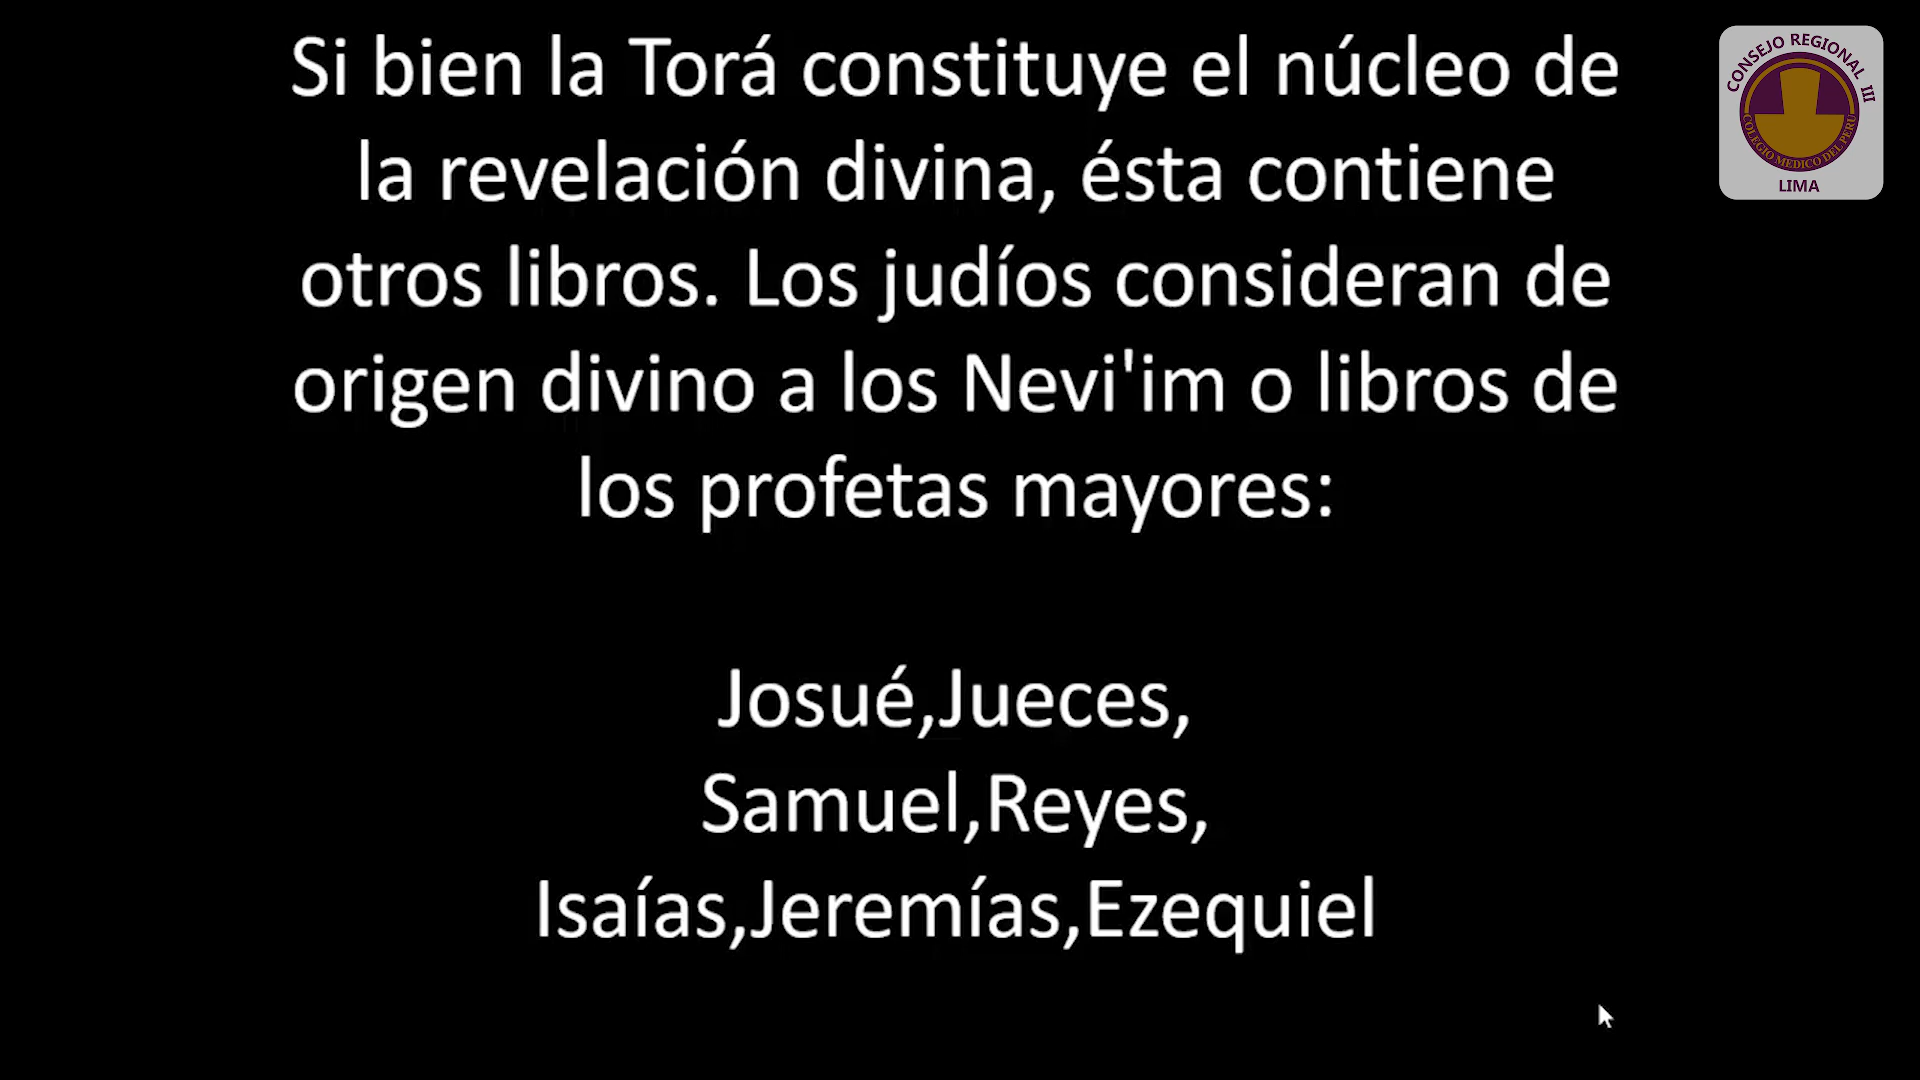 Si bien la Torá constituye el núcleo de
la revelación divina, ésta contiene
otros libros. Los judíos consideran de
origen divino a los Nevi'im o libros de
los profetas mayores:
Josué,Jueces,
Samuel,Reyes,
Isaías,Jeremías,Ezequiel
CONSEJO REGIONAL III
COLEGIO MEDICO DEL PERU
LIMA